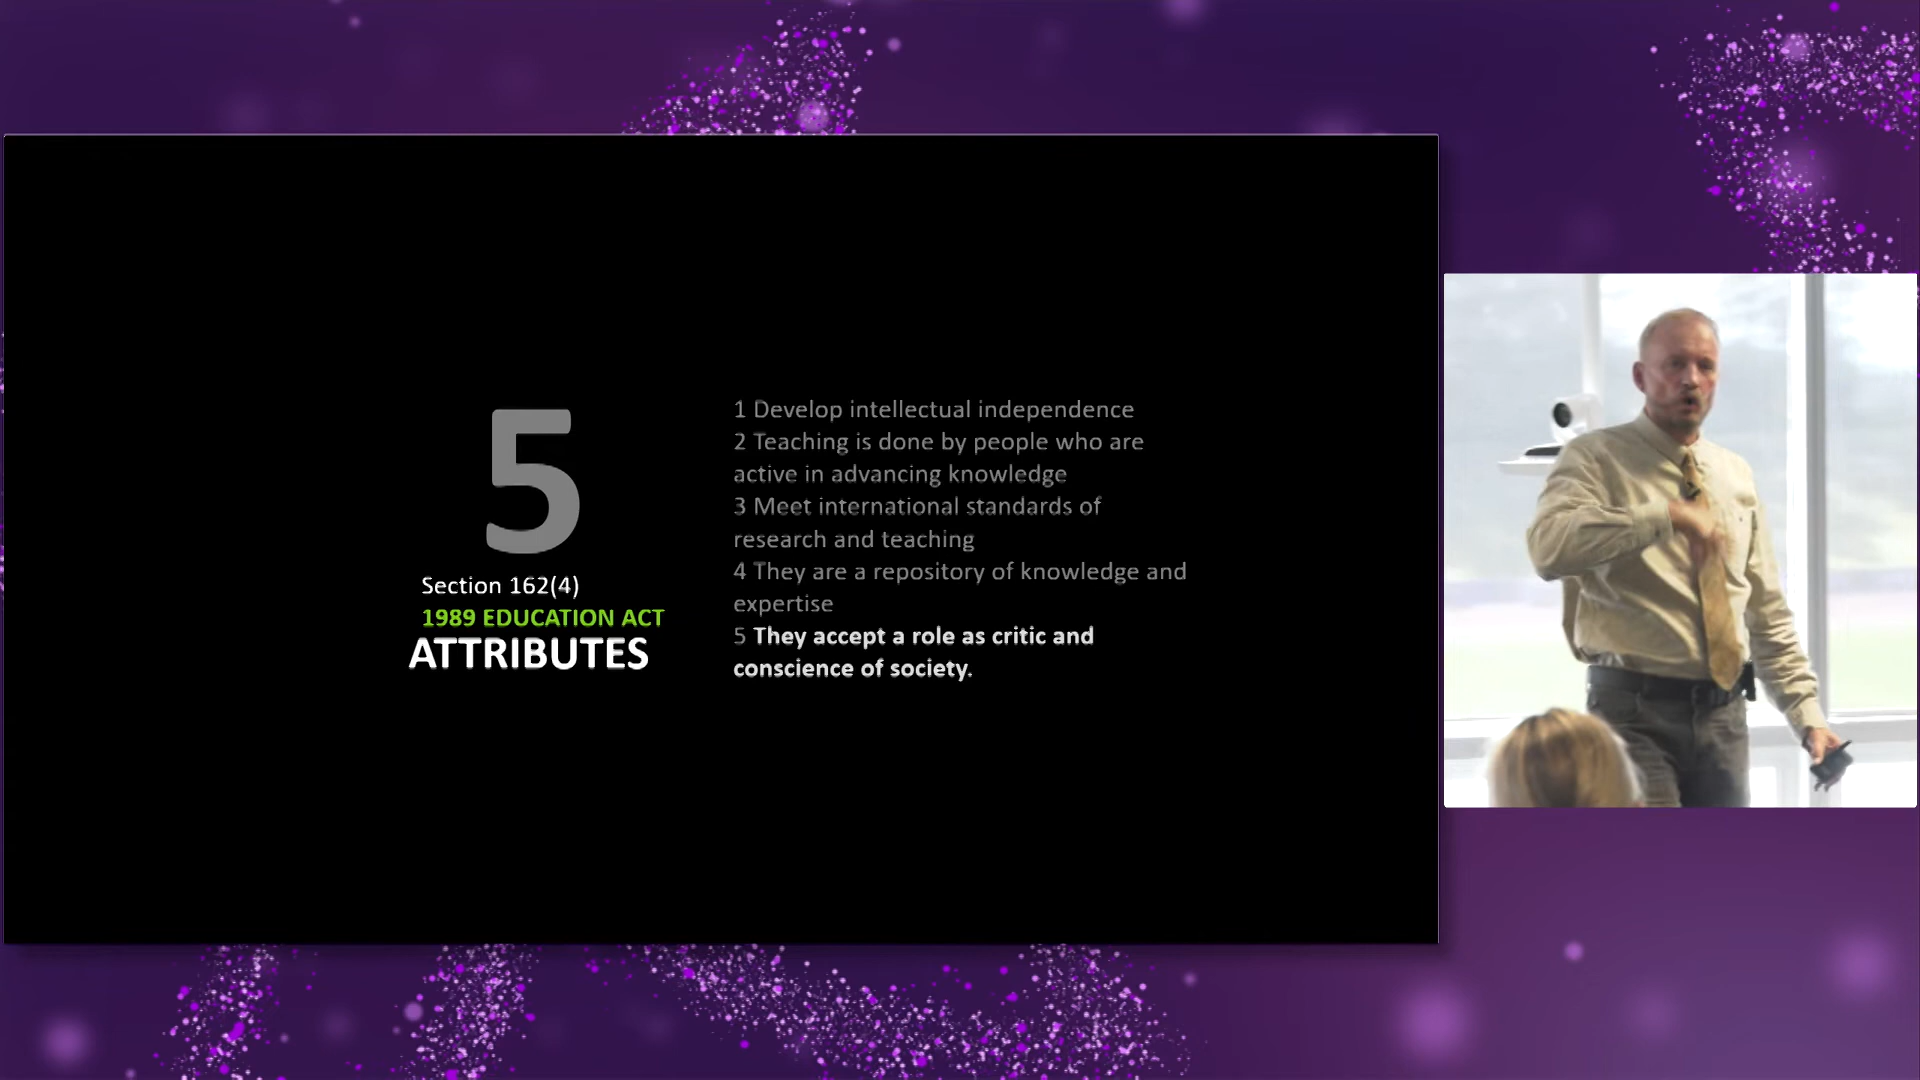 5
Section 162(4)
1989 EDUCATION ACT
ATTRIBUTES
1 Develop intellectual independence
2 Teaching is done by people who are
active in advancing knowledge
3 Meet international standards of
research and teaching
4 They are a repository of knowledge and
expertise
5 They accept a role as critic and
conscience of society.